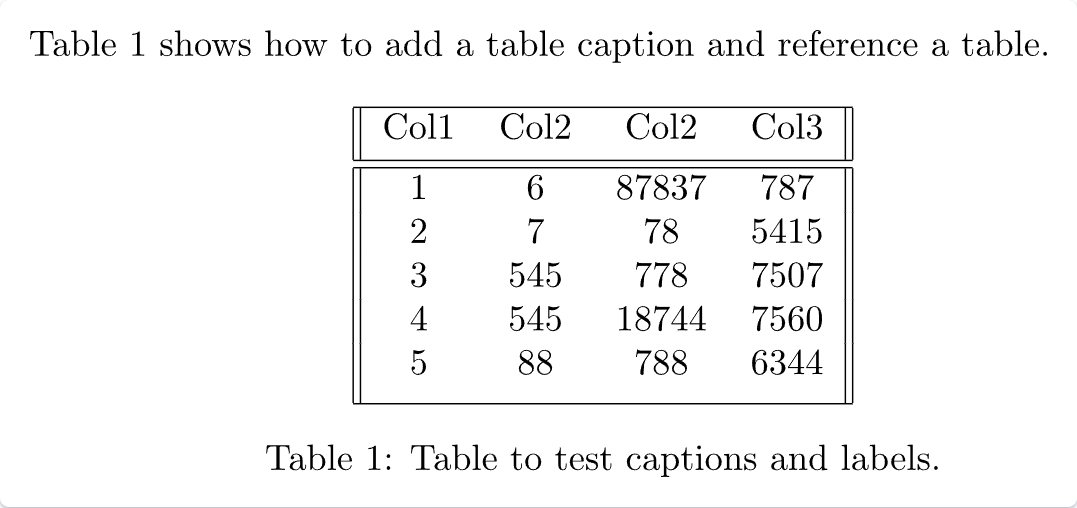 Table 1 shows how to add a table caption and reference a table.
Col1 Col2 Col2 Col3
1 6 87837 787
2 7 78 5415
3 545 778 7507
4 545 18744 7560
5 88 788 6344
Table 1: Table to test captions and labels.